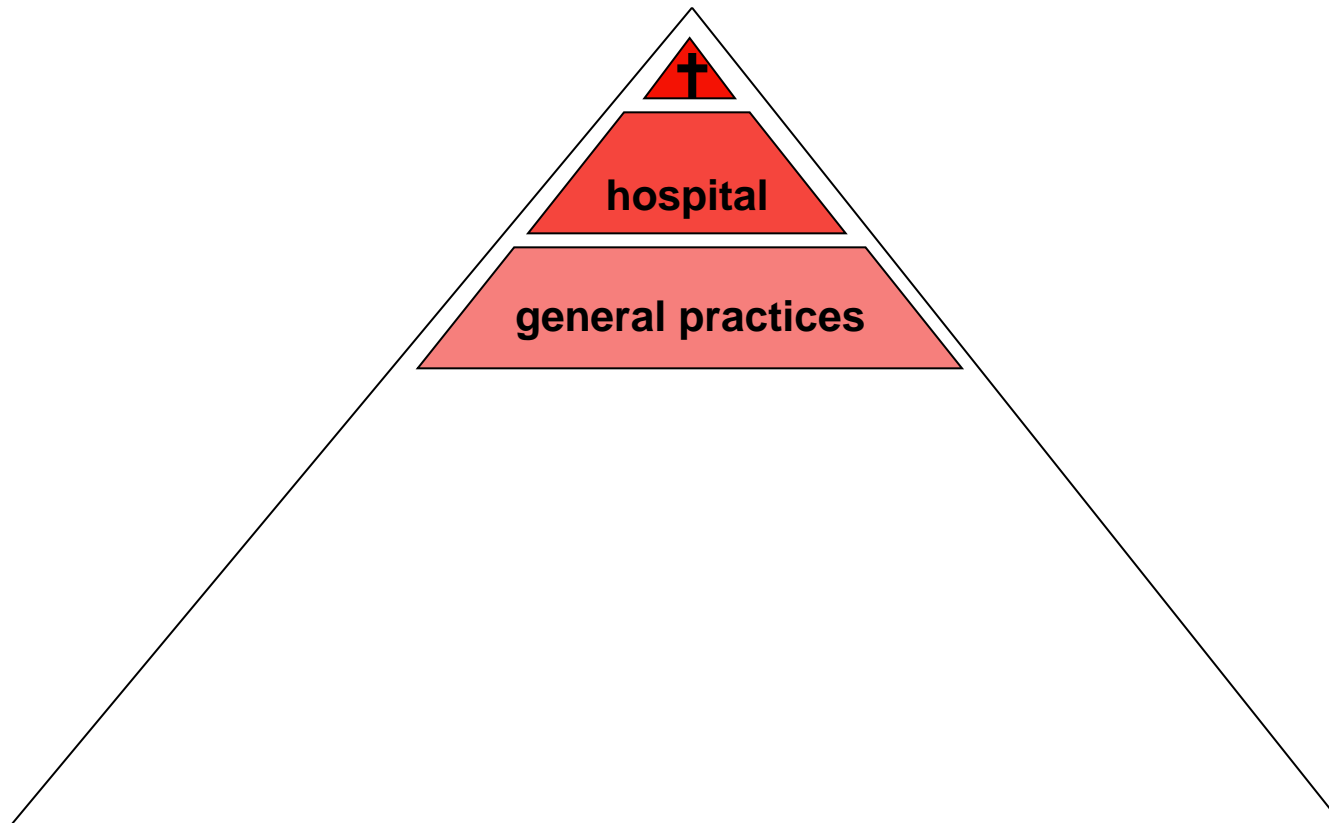 ✝
hospital
general practices